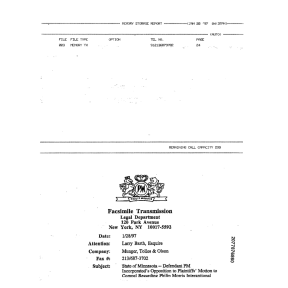 MEMORY STORAGE REPORT
FILE FILE TYPE OPTION TEL NO. PAGE
MEMORY TX 04
REMAINING CALL CAPACITY
PM
Facsimile Transmission
Legal Department
120 Park Avenue
New York, NY 10017-5592
Date: 1/28/97
Attention: Larry Barth, Esquire
Company: Munger, Tolles & Olson
Fax #: 213/687-3702
Subject: State of Minnesota -- Defendant PM
Incorporated's Opposition to Plaintiffs' Motion to
Compel Regarding Philip Morris International